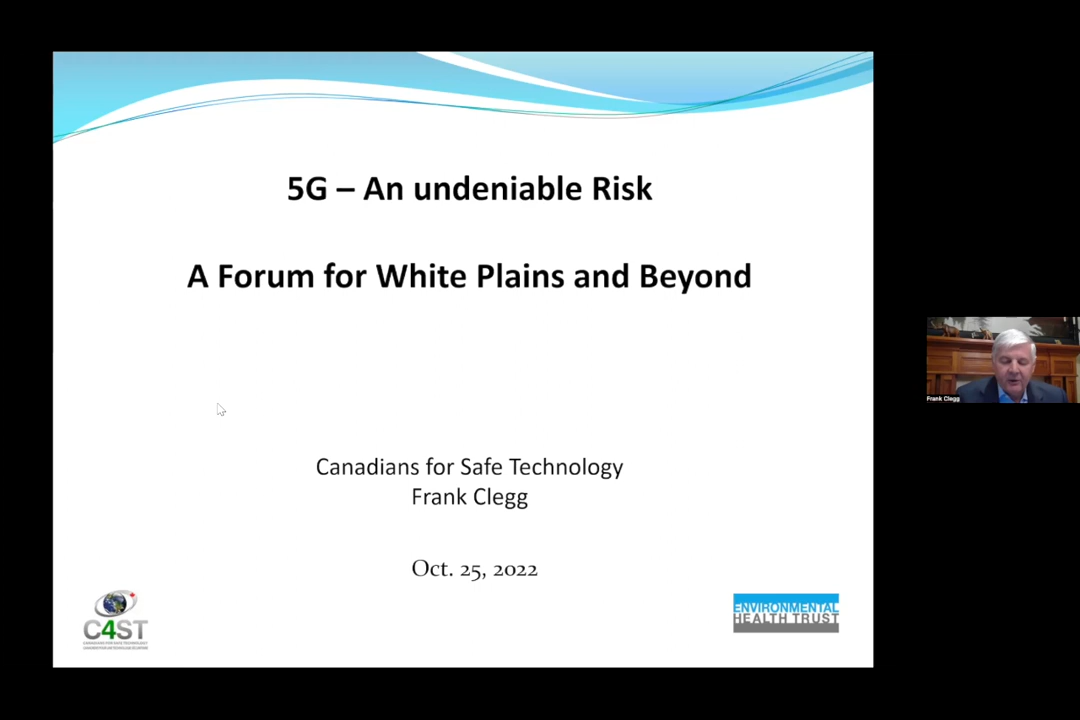 5G – An undeniable Risk
A Forum for White Plains and Beyond
Canadians for Safe Technology
Frank Clegg
Oct. 25, 2022
C4ST
ENVIRONMENTAL
HEALTH TRUST
Frank Clegg